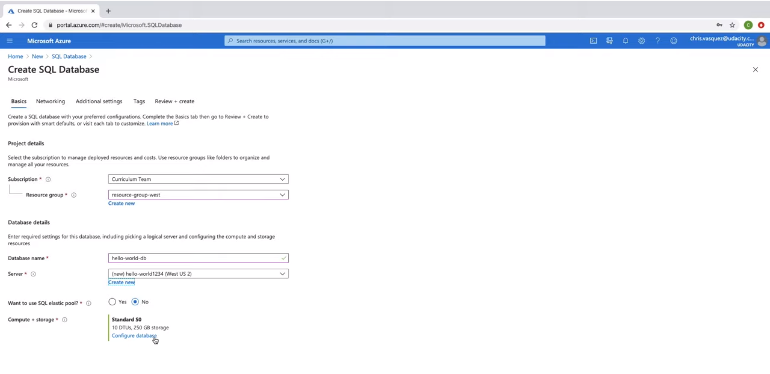 Create SQL Database - Microsof
portal.azure.com/#create/Microsoft.SQLDatabase
Microsoft Azure
Search resources, services, and docs (G+/)
chris.vasquez@udacity.c...
UDACITY
Home > New > SQL Database >
Create SQL Database
Microsoft
Basics Networking Additional settings Tags Review + create
Create a SQL database with your preferred configurations. Complete the Basics tab then go to Review + Create to
provision with smart defaults, or visit each tab to customize. Learn more
Project details
Select the subscription to manage deployed resources and costs. Use resource groups like folders to organize and
manage all your resources.
Subscription * Curriculum Team
Resource group * resource-group-west
Create new
Database details
Enter required settings for this database, including picking a logical server and configuring the compute and storage
resources
Database name * hello-world-db
Server * (new) hello-world1234 (West US 2)
Create new
Want to use SQL elastic pool? * Yes No
Compute + storage * Standard S0
10 DTUs, 250 GB storage
Configure database